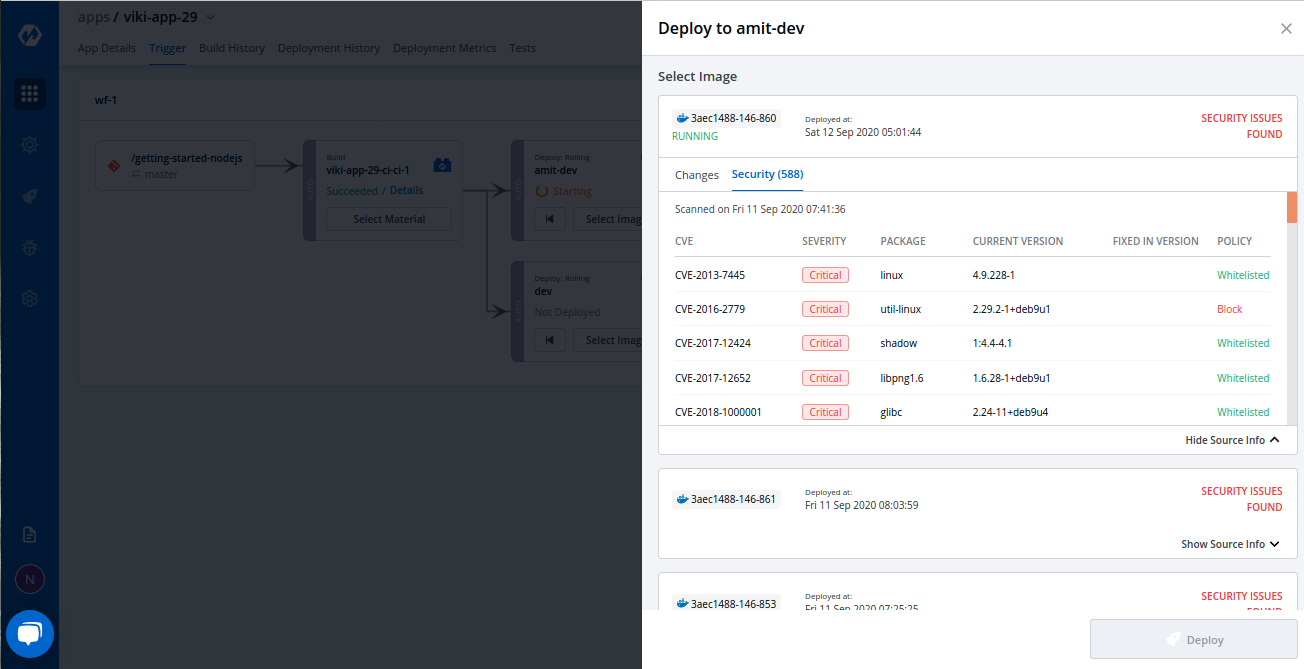 apps / viki-app-29
App Details Trigger Build History Deployment History Deployment Metrics Tests
wf-1
/getting-started-nodejs
master
Build
viki-app-29-ci-ci-1
Succeeded / Details
Select Material
AUTO
Deploy: Rolling
amit-dev
Starting
Select Imag
AUTO
Deploy: Rolling
dev
Not Deployed
Select Imag
AUTO
N
Deploy to amit-dev
Select Image
3aec1488-146-860
RUNNING
Deployed at:
Sat 12 Sep 2020 05:01:44
SECURITY ISSUES
FOUND
Changes Security (588)
Scanned on Fri 11 Sep 2020 07:41:36
CVE SEVERITY PACKAGE CURRENT VERSION FIXED IN VERSION POLICY
CVE-2013-7445 Critical linux 4.9.228-1 Whitelisted
CVE-2016-2779 Critical util-linux 2.29.2-1+deb9u1 Block
CVE-2017-12424 Critical shadow 1:4.4-4.1 Whitelisted
CVE-2017-12652 Critical libpng1.6 1.6.28-1+deb9u1 Whitelisted
CVE-2018-1000001 Critical glibc 2.24-11+deb9u4 Whitelisted
Hide Source Info
3aec1488-146-861
Deployed at:
Fri 11 Sep 2020 08:03:59
SECURITY ISSUES
FOUND
Show Source Info
3aec1488-146-853
Deployed at:
Fri 11 Sep 2020 07:25:25
SECURITY ISSUES
FOUND
Deploy